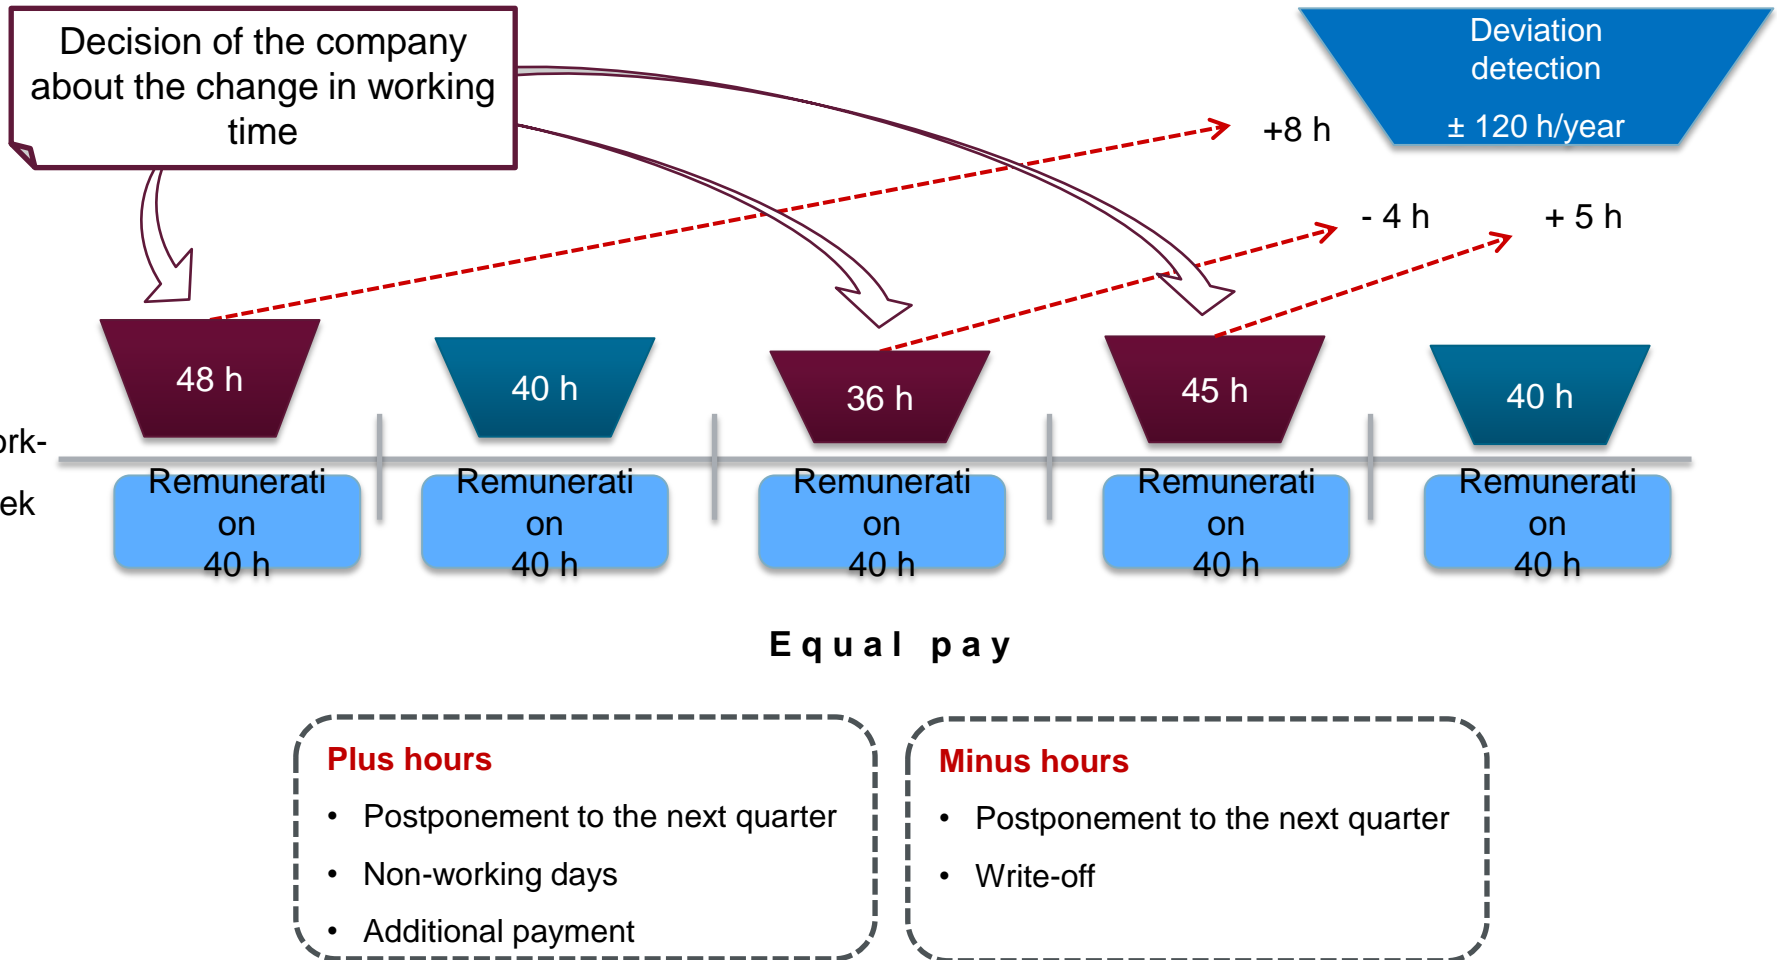 Decision of the company
about the change in working
time
Deviation
detection
± 120 h/year
+8 h
- 4 h
+ 5 h
48 h
40 h
36 h
45 h
40 h
ork-
ek
Remunerati
on
40 h
Remunerati
on
40 h
Remunerati
on
40 h
Remunerati
on
40 h
Remunerati
on
40 h
Equal pay
Plus hours
• Postponement to the next quarter
• Non-working days
• Additional payment
Minus hours
• Postponement to the next quarter
• Write-off